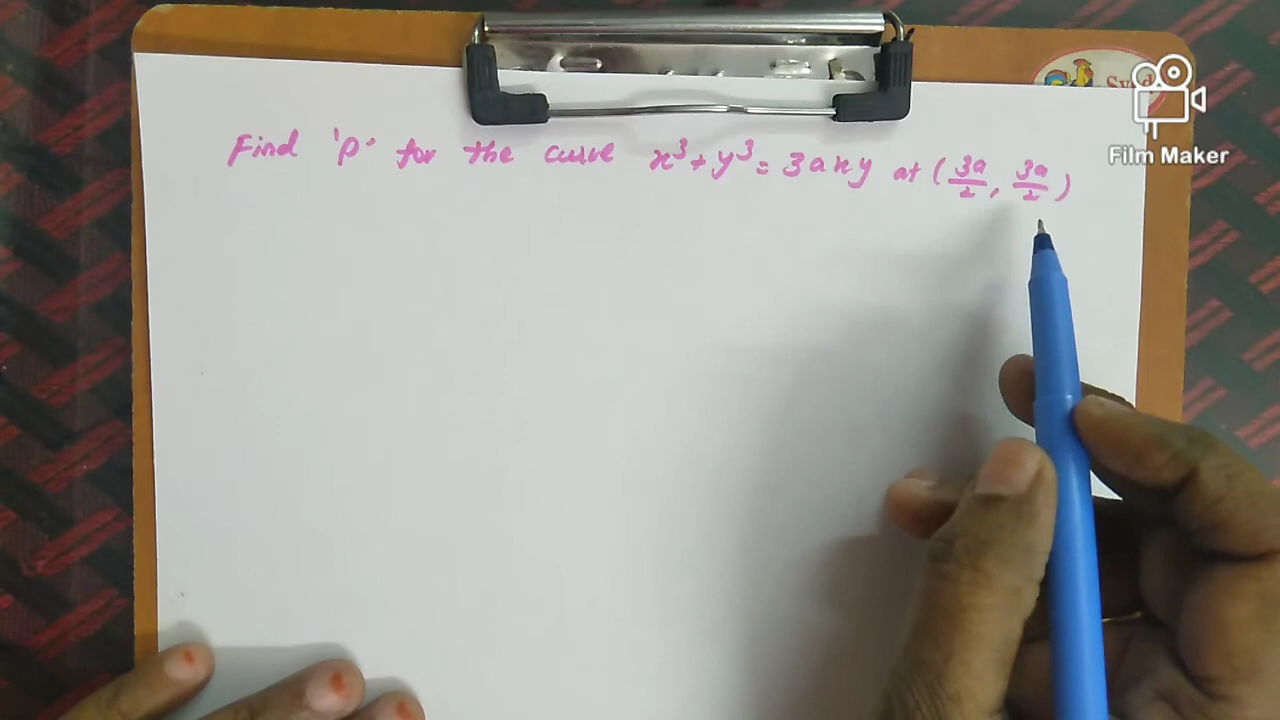 Find 'ρ' for the curve x³ + y³ = 3axy at (3a/2, 3a/2)
Film Maker